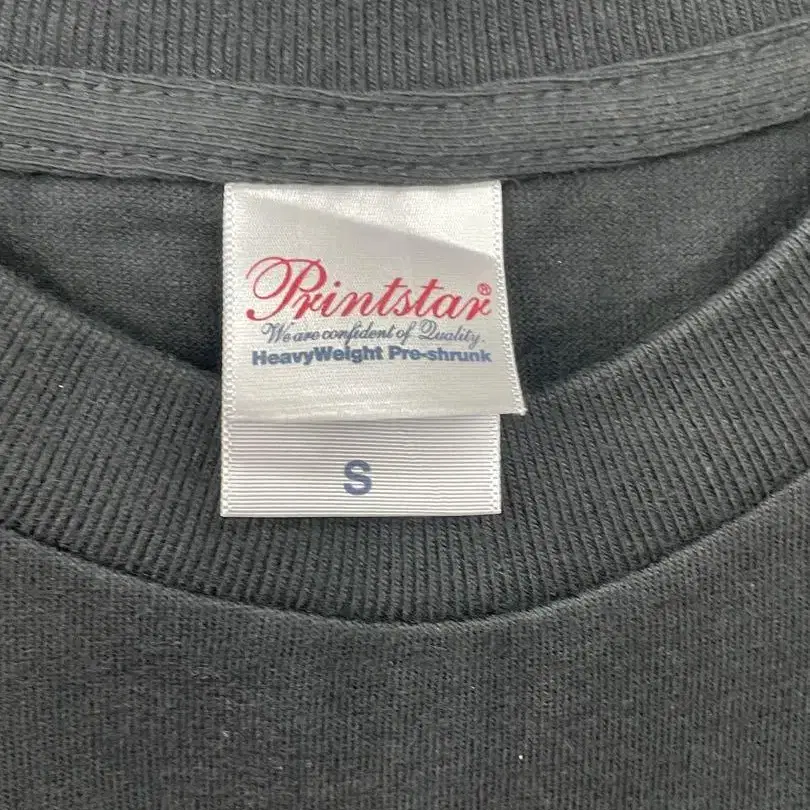 Printstar®
We are confident of Quality.
HeavyWeight Pre-shrunk
S